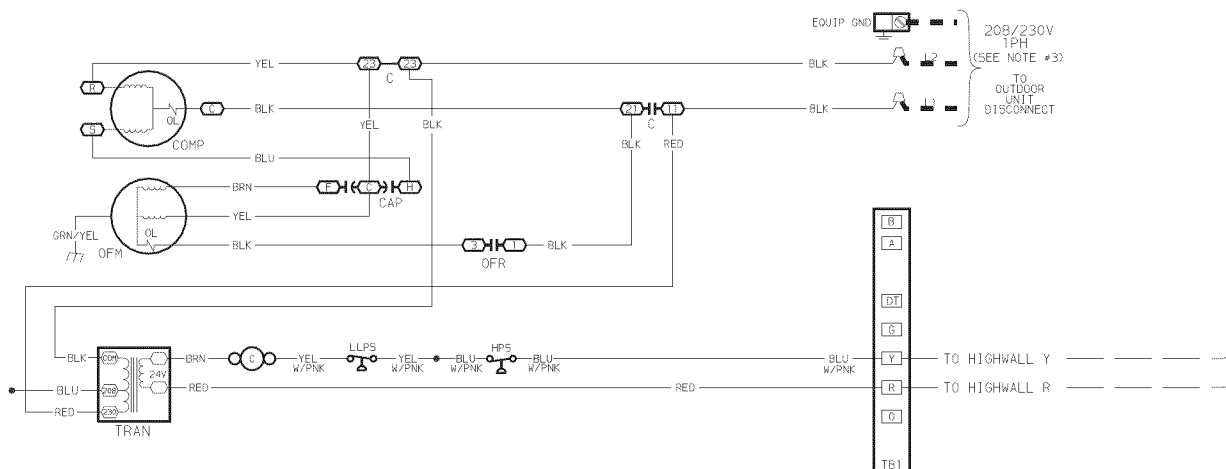 EQUIP GND
208/230V
1PH
(SEE NOTE #3)
TO
OUTDOOR
UNIT
DISCONNECT
YEL
23
23
C
BLK
L2
R
OL
C
BLK
21
11
C
BLK
L1
S
COMP
YEL
BLK
BLK
RED
BLU
BRN
F
C
H
CAP
YEL
GRN/YEL
OL
OFM
BLK
3
1
BLK
OFR
B
A
DT
G
BLK
COM
24V
BRN
C
YEL
W/PNK
LLPS
YEL
W/PNK
BLU
W/PNK
HPS
BLU
W/PNK
BLU
W/PNK
Y
TO HIGHWALL Y
BLU
208
RED
RED
R
TO HIGHWALL R
RED
230
TRAN
O
TB1